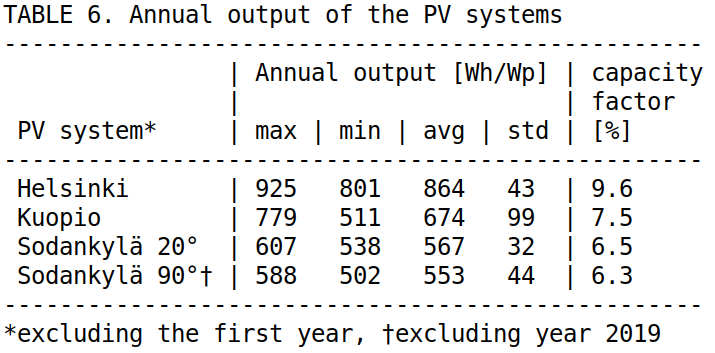 TABLE 6. Annual output of the PV systems
--------------------------------------------------
                | Annual output [Wh/Wp] | capacity
                |                       | factor
 PV system*     | max | min | avg | std | [%]
--------------------------------------------------
 Helsinki       | 925   801   864   43  | 9.6
 Kuopio         | 779   511   674   99  | 7.5
 Sodankylä 20°  | 607   538   567   32  | 6.5
 Sodankylä 90°† | 588   502   553   44  | 6.3
--------------------------------------------------
*excluding the first year, †excluding year 2019